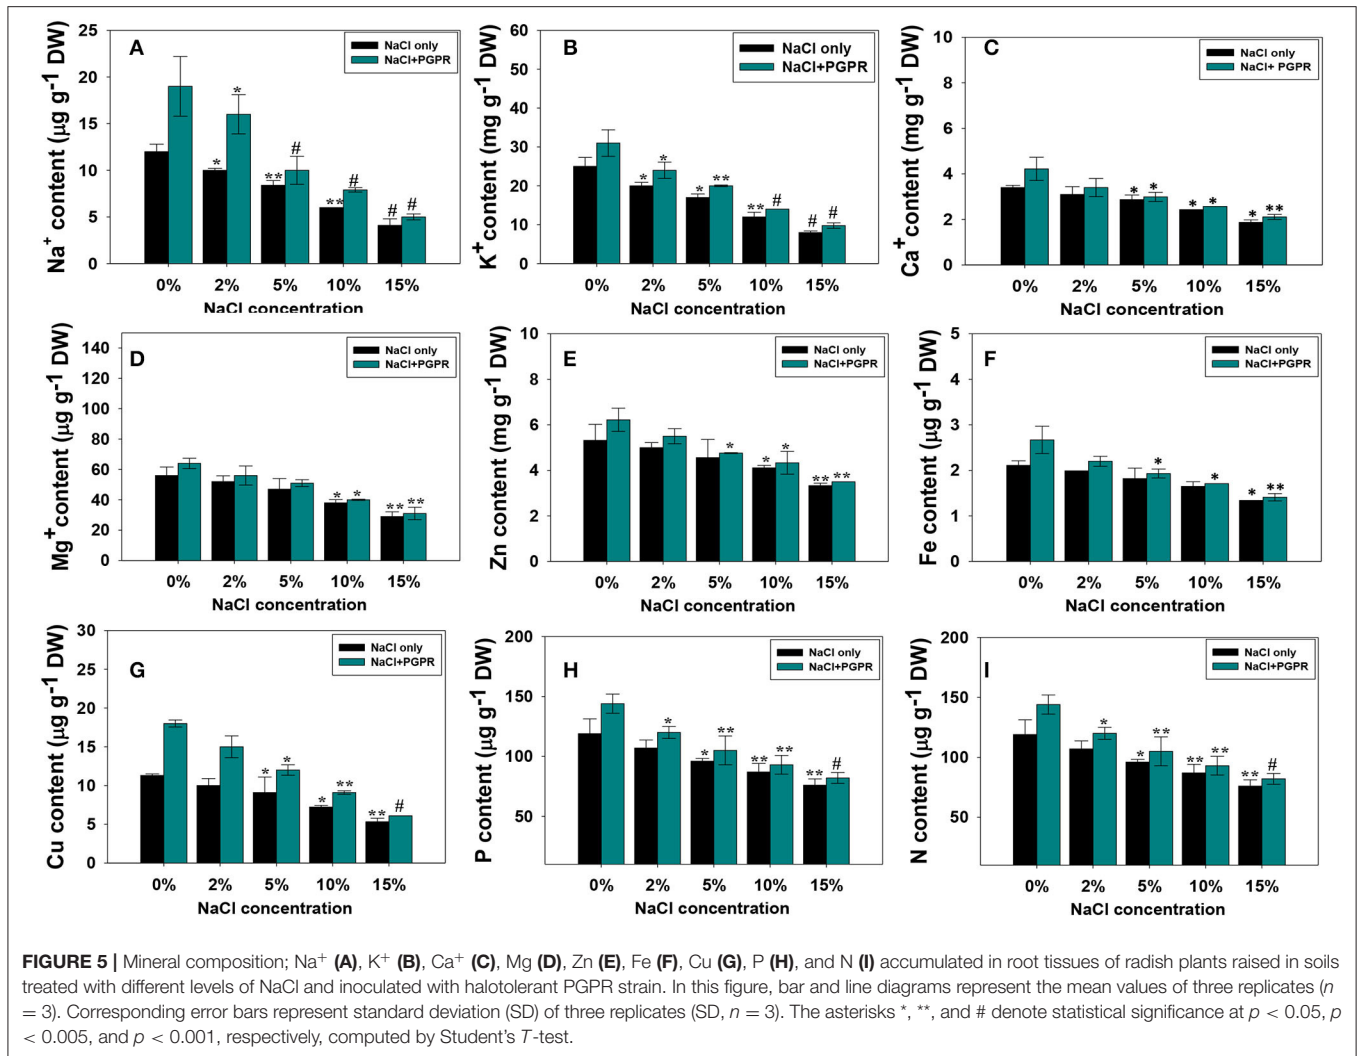 A
NaCl only
NaCl+PGPR
Na+ content (µg g-1 DW)
25
20
15
10
5
0
* ** # ** # # #
0% 2% 5% 10% 15%
NaCl concentration
B
NaCl only
NaCl+PGPR
K+ content (mg g-1 DW)
60
50
40
30
20
10
0
* * * ** ** # # #
0% 2% 5% 10% 15%
NaCl concentration
C
NaCl only
NaCl+ PGPR
Ca+ content (mg g-1 DW)
10
8
6
4
2
0
* * * * * **
0% 2% 5% 10% 15%
NaCl concentration
D
NaCl only
NaCl+PGPR
Mg+ content (µg g-1 DW)
140
120
100
80
60
40
20
0
* * ** **
0% 2% 5% 10% 15%
NaCl concentration
E
NaCl only
NaCl+PGPR
Zn content (mg g-1 DW)
10
8
6
4
2
0
* * * ** **
0% 2% 5% 10% 15%
NaCl concentration
F
NaCl only
NaCl+PGPR
Fe content (µg g-1 DW)
5
4
3
2
1
0
* * * **
0% 2% 5% 10% 15%
NaCl concentration
G
NaCl only
NaCl+PGPR
Cu content (µg g-1 DW)
30
25
20
15
10
5
0
* * * ** ** #
0% 2% 5% 10% 15%
NaCl concentration
H
NaCl only
NaCl+PGPR
P content (µg g-1 DW)
200
150
100
50
* * ** ** ** ** #
0% 2% 5% 10% 15%
NaCl concentration
I
NaCl only
NaCl+PGPR
N content (µg g-1 DW)
200
150
100
50
* * ** ** ** ** #
0% 2% 5% 10% 15%
NaCl concentration
FIGURE 5 | Mineral composition; Na+ (A), K+ (B), Ca+ (C), Mg (D), Zn (E), Fe (F), Cu (G), P (H), and N (I) accumulated in root tissues of radish plants raised in soils
treated with different levels of NaCl and inoculated with halotolerant PGPR strain. In this figure, bar and line diagrams represent the mean values of three replicates (n
= 3). Corresponding error bars represent standard deviation (SD) of three replicates (SD, n = 3). The asterisks *, **, and # denote statistical significance at p < 0.05, p
< 0.005, and p < 0.001, respectively, computed by Student's T-test.